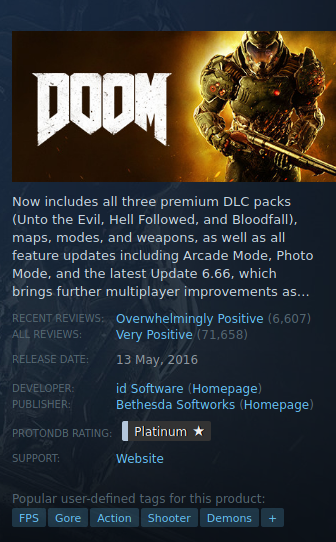 DOOM
Now includes all three premium DLC packs
(Unto the Evil, Hell Followed, and Bloodfall),
maps, modes, and weapons, as well as all
feature updates including Arcade Mode, Photo
Mode, and the latest Update 6.66, which
brings further multiplayer improvements as...
RECENT REVIEWS: Overwhelmingly Positive (6,607)
ALL REVIEWS: Very Positive (71,658)
RELEASE DATE: 13 May, 2016
DEVELOPER: id Software (Homepage)
PUBLISHER: Bethesda Softworks (Homepage)
PROTONDB RATING: Platinum ★
SUPPORT: Website
Popular user-defined tags for this product:
FPS Gore Action Shooter Demons +